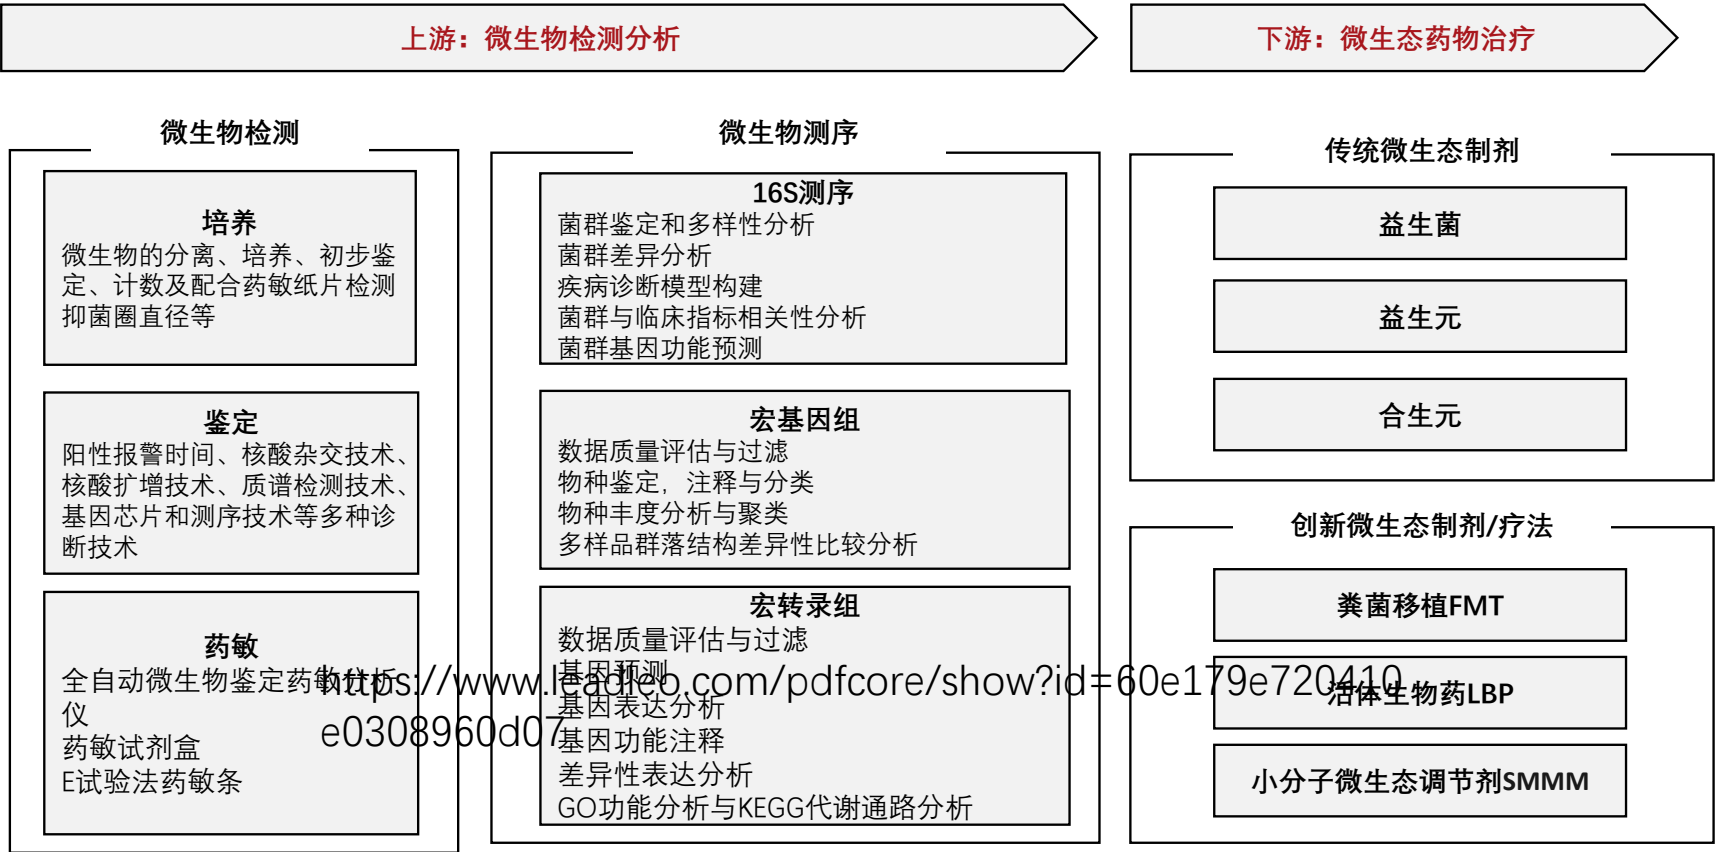 上游：微生物检测分析
下游：微生态药物治疗
微生物检测
培养
微生物的分离、培养、初步鉴
定、计数及配合药敏纸片检测
抑菌圈直径等
鉴定
阳性报警时间、核酸杂交技术、
核酸扩增技术、质谱检测技术、
基因芯片和测序技术等多种诊
断技术
药敏
全自动微生物鉴定药敏分析
仪
药敏试剂盒
E试验法药敏条
微生物测序
16S测序
菌群鉴定和多样性分析
菌群差异分析
疾病诊断模型构建
菌群与临床指标相关性分析
菌群基因功能预测
宏基因组
数据质量评估与过滤
物种鉴定，注释与分类
物种丰度分析与聚类
多样品群落结构差异性比较分析
宏转录组
数据质量评估与过滤
基因预测
基因表达分析
基因功能注释
差异性表达分析
GO功能分析与KEGG代谢通路分析
传统微生态制剂
益生菌
益生元
合生元
创新微生态制剂/疗法
粪菌移植FMT
活体生物药LBP
小分子微生态调节剂SMMM
https://www.leadleo.com/pdfcore/show?id=60e179e720410
e0308960d07